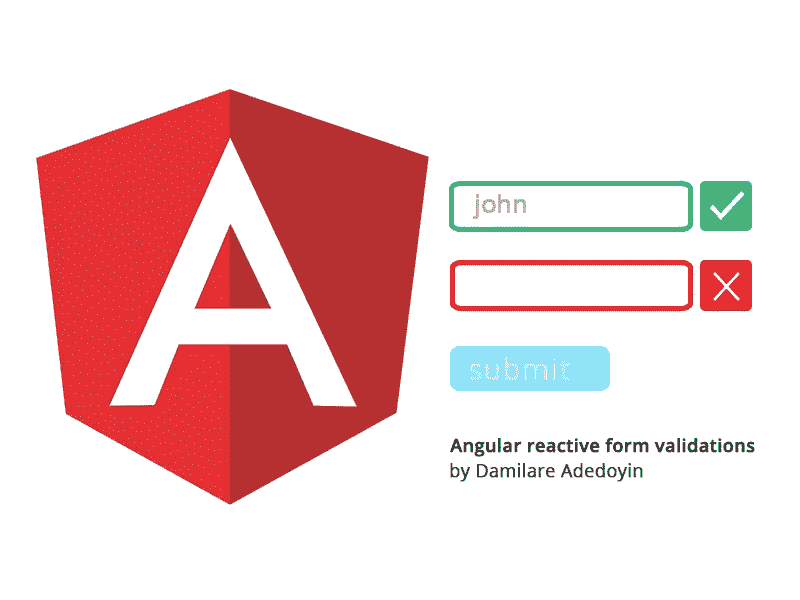 A
john
submit
Angular reactive form validations
by Damilare Adedoyin